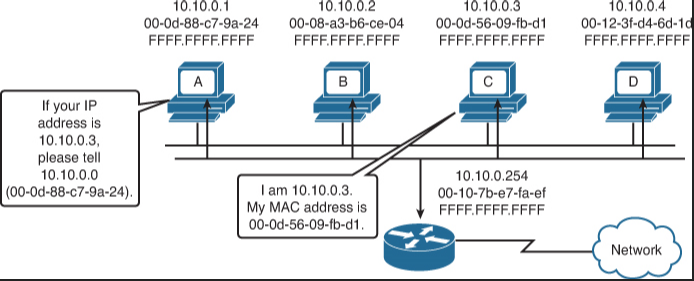 10.10.0.1
00-0d-88-c7-9a-24
FFFF.FFFF.FFFF
10.10.0.2
00-08-a3-b6-ce-04
FFFF.FFFF.FFFF
10.10.0.3
00-0d-56-09-fb-d1
FFFF.FFFF.FFFF
10.10.0.4
00-12-3f-d4-6d-1d
FFFF.FFFF.FFFF
A
B
C
D
If your IP
address is
10.10.0.3,
please tell
10.10.0.0
(00-0d-88-c7-9a-24).
I am 10.10.0.3.
My MAC address is
00-0d-56-09-fb-d1.
10.10.0.254
00-10-7b-e7-fa-ef
FFFF.FFFF.FFFF
Network